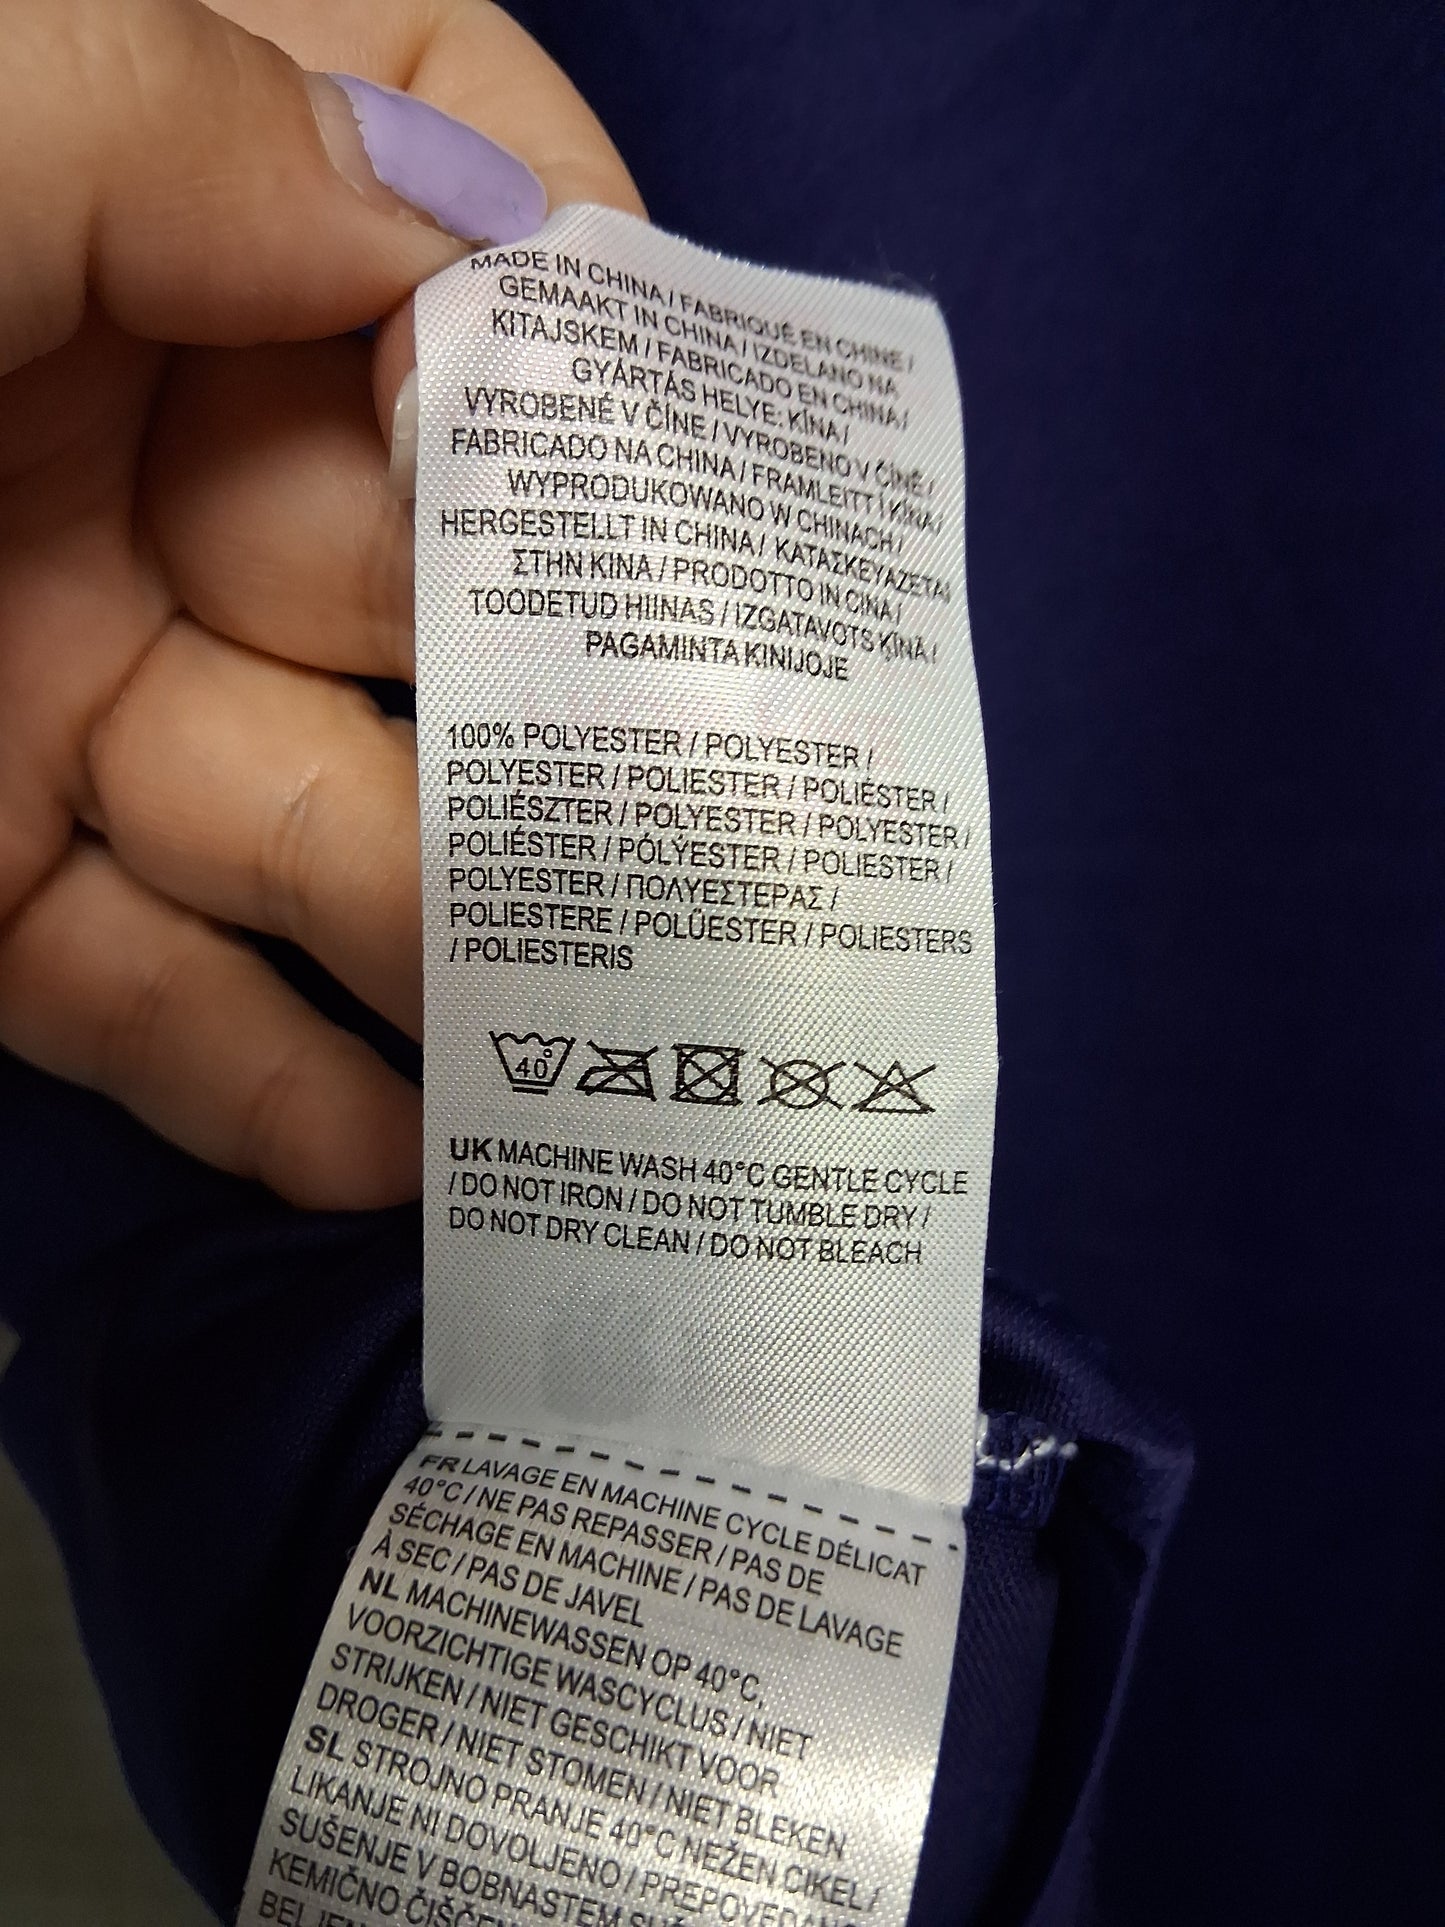 MADE IN CHINA / FABRIQUÉ EN CHINE /
GEMAAKT IN CHINA / IZDELANO NA
KITAJSKEM / FABRICADO EN CHINA /
GYÁRTÁS HELYE: KÍNA /
VYROBENÉ V ČÍNE / VYROBENO V ČÍNĚ /
FABRICADO NA CHINA / FRAMLEITT Í KÍNA /
WYPRODUKOWANO W CHINACH /
HERGESTELLT IN CHINA / ΚΑΤΑΣΚΕΥΑΖΕΤΑΙ
ΣΤΗΝ ΚΙΝΑ / PRODOTTO IN CINA /
TOODETUD HIINAS / IZGATAVOTS ĶĪNĀ /
PAGAMINTA KINIJOJE
100% POLYESTER / POLYESTER /
POLYESTER / POLIESTER / POLIÉSTER /
POLIÉSZTER / POLYESTER / POLYESTER /
POLIÉSTER / PÓLÝESTER / POLIESTER /
POLYESTER / ΠΟΛΥΕΣΤΕΡΑΣ /
POLIESTERE / POLÜESTER / POLIESTERS
/ POLIESTERIS
40°
UK MACHINE WASH 40°C GENTLE CYCLE
/ DO NOT IRON / DO NOT TUMBLE DRY /
DO NOT DRY CLEAN / DO NOT BLEACH
FR LAVAGE EN MACHINE CYCLE DÉLICAT
40°C / NE PAS REPASSER / PAS DE
SÉCHAGE EN MACHINE / PAS DE LAVAGE
À SEC / PAS DE JAVEL
NL MACHINEWASSEN OP 40°C,
VOORZICHTIGE WASCYCLUS / NIET
STRIJKEN / NIET GESCHIKT VOOR
DROGER / NIET STOMEN / NIET BLEKEN
SL STROJNO PRANJE 40°C NEŽEN CIKEL /
LIKANJE NI DOVOLJENO / PREPOVEDANO
SUŠENJE V BOBNASTEM
KEMIČNO